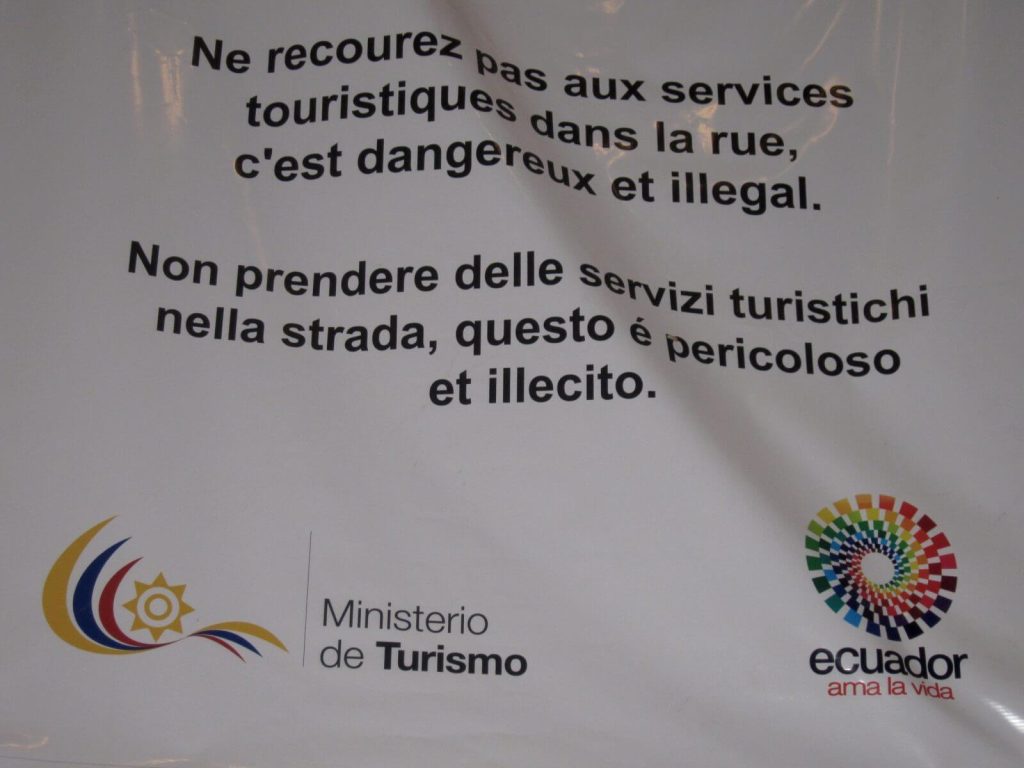 Ne recourez pas aux services
touristiques dans la rue,
c'est dangereux et illegal.
Non prendere delle servizi turistichi
nella strada, questo é pericoloso
et illecito.
Ministerio
de Turismo
ecuador
ama la vida